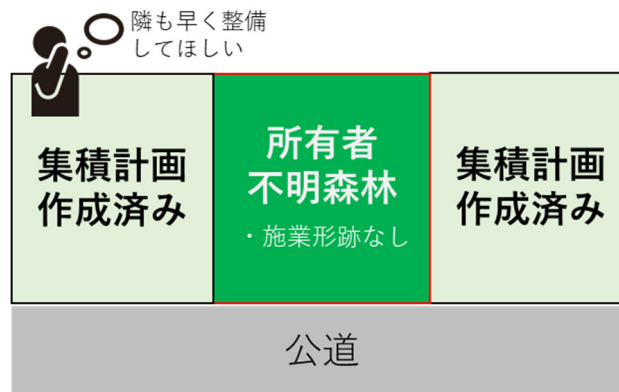 隣も早く整備
してほしい
集積計画
作成済み
所有者
不明森林
・施業形跡なし
集積計画
作成済み
公道